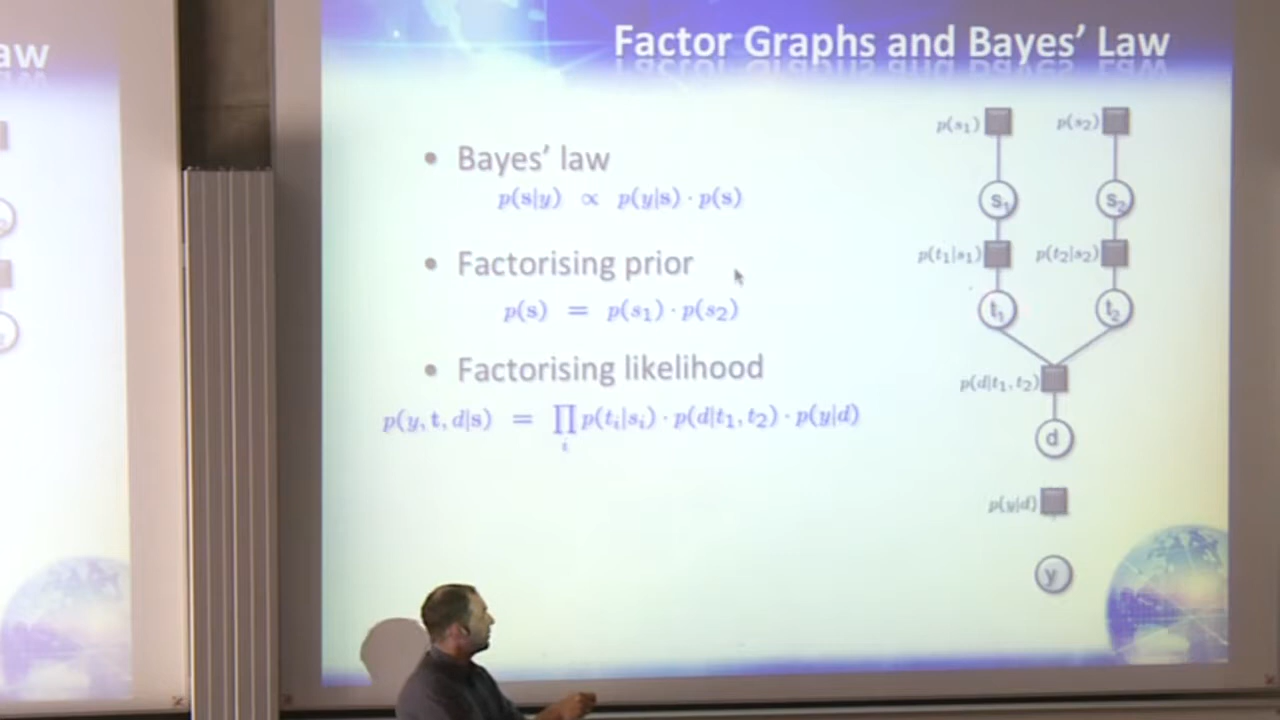 aw
Factor Graphs and Bayes' Law
• Bayes' law
p(s|y) ∝ p(y|s) · p(s)
• Factorising prior
p(s) = p(s₁) · p(s₂)
• Factorising likelihood
p(y, t, d|s) = ∏ᵢ p(tᵢ|sᵢ) · p(d|t₁, t₂) · p(y|d)
p(s₁) p(s₂)
s₁ s₂
p(t₁|s₁) p(t₂|s₂)
t₁ t₂
p(d|t₁, t₂)
d
p(y|d)
y